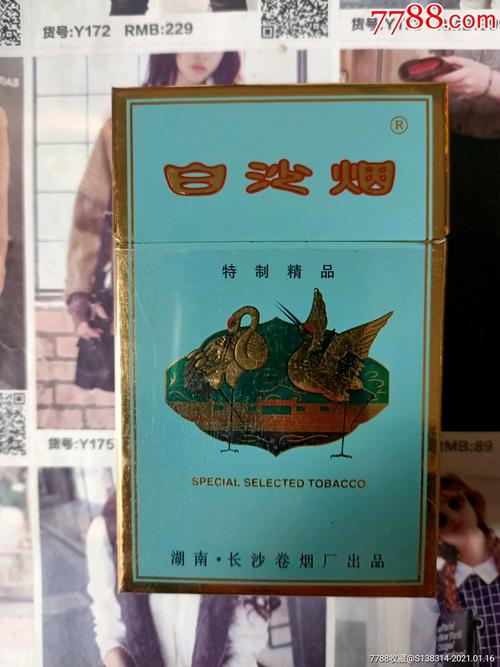 货号:Y172 RMB:229
7788.com
®
白沙烟
特制精品
SPECIAL SELECTED TOBACCO
湖南·长沙卷烟厂出品
货号:Y175
RMB:89
New York
7788收藏@S138314-2021.01.16